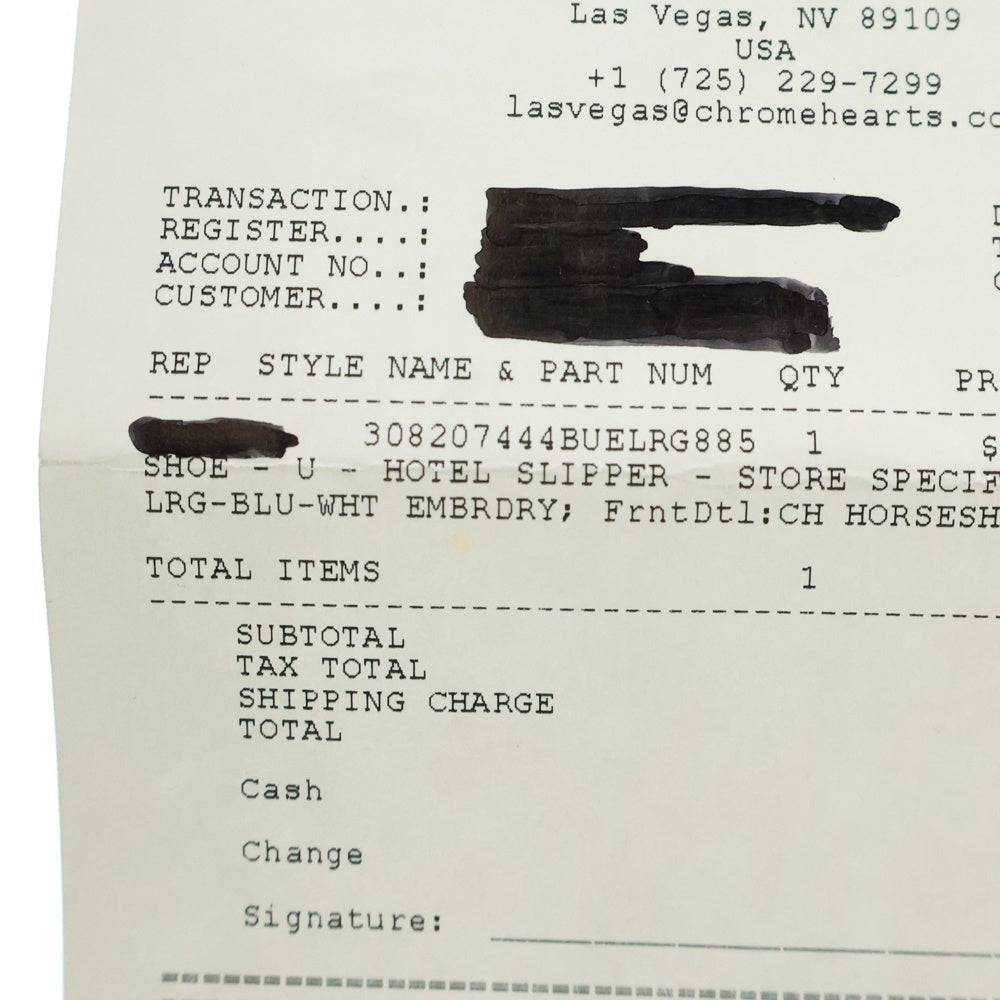 Las Vegas, NV 89109
USA
+1 (725) 229-7299
lasvegas@chromehearts.co
TRANSACTION.:
REGISTER....:
ACCOUNT NO..:
CUSTOMER....:
REP STYLE NAME & PART NUM QTY PR
308207444BUELRG885 1 $
SHOE - U - HOTEL SLIPPER - STORE SPECIF
LRG-BLU-WHT EMBRDRY; FrntDtl:CH HORSESH
TOTAL ITEMS 1
SUBTOTAL
TAX TOTAL
SHIPPING CHARGE
TOTAL
Cash
Change
Signature: